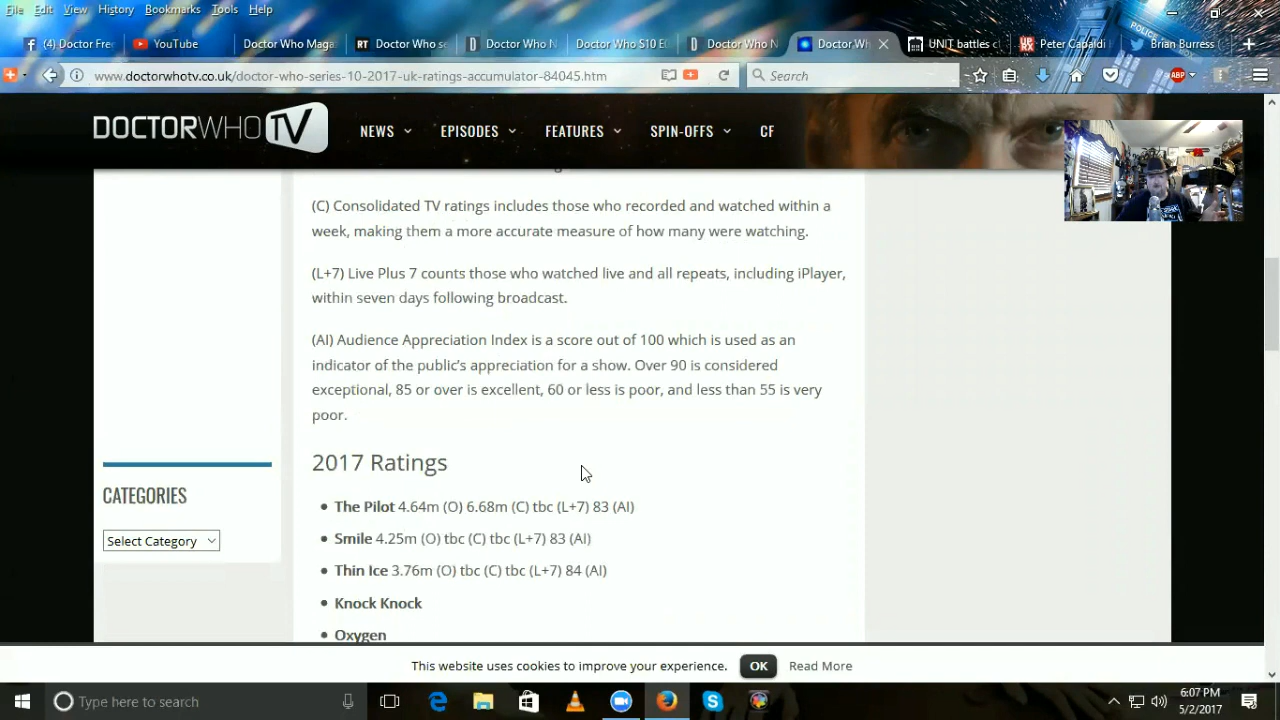 File Edit View History Bookmarks Tools Help
(4) Doctor Fre
YouTube
Doctor Who Maga
RT Doctor Who se
Doctor Who N
Doctor Who S10 E
Doctor Who N
Doctor Wh
UNIT battles c
Peter Capaldi
Brian Burress (
www.doctorwhotv.co.uk/doctor-who-series-10-2017-uk-ratings-accumulator-84045.htm
Search
ABP
POLICE
DOCTORWHOTV
NEWS EPISODES FEATURES SPIN-OFFS CF
(C) Consolidated TV ratings includes those who recorded and watched within a
week, making them a more accurate measure of how many were watching.
(L+7) Live Plus 7 counts those who watched live and all repeats, including iPlayer,
within seven days following broadcast.
(AI) Audience Appreciation Index is a score out of 100 which is used as an
indicator of the public's appreciation for a show. Over 90 is considered
exceptional, 85 or over is excellent, 60 or less is poor, and less than 55 is very
poor.
2017 Ratings
CATEGORIES
Select Category
• The Pilot 4.64m (O) 6.68m (C) tbc (L+7) 83 (AI)
• Smile 4.25m (O) tbc (C) tbc (L+7) 83 (AI)
• Thin Ice 3.76m (O) tbc (C) tbc (L+7) 84 (AI)
• Knock Knock
• Oxygen
This website uses cookies to improve your experience. OK Read More
Type here to search
6:07 PM
5/2/2017